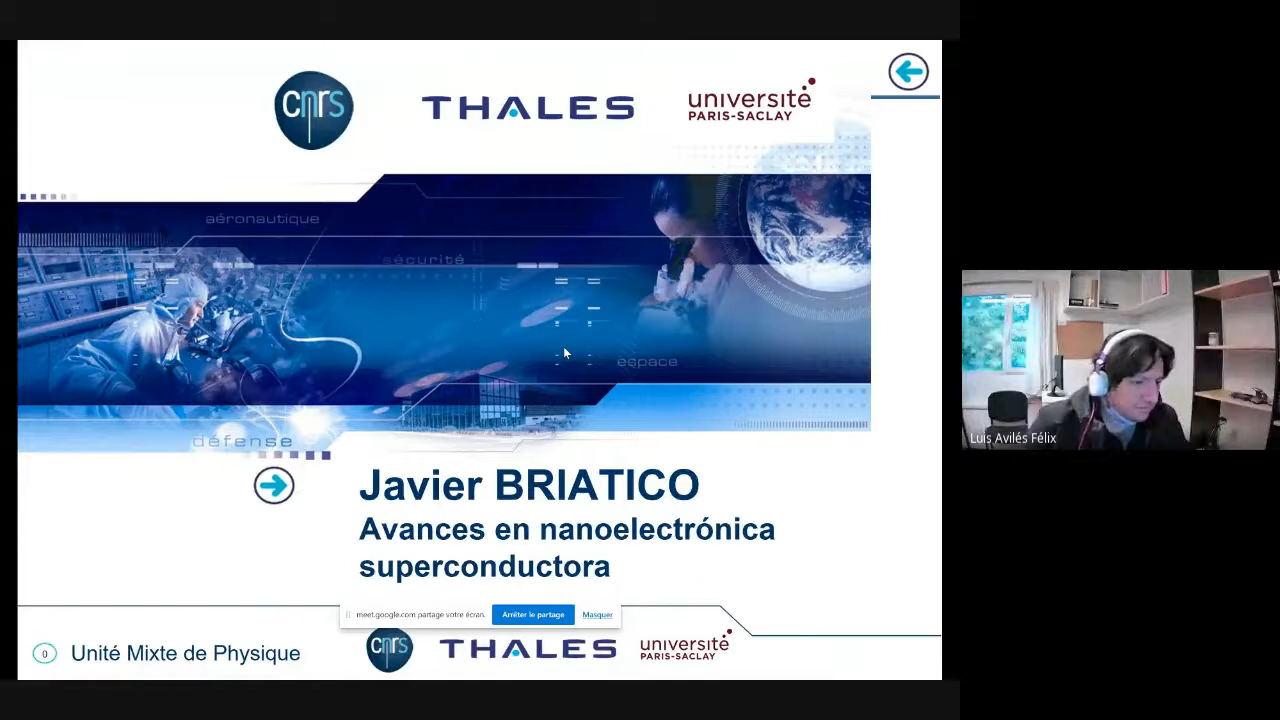 cnrs
THALES
université
PARIS-SACLAY
aéronautique
sécurité
espace
défense
Luis Avilés Félix
Javier BRIATICO
Avances en nanoelectrónica
superconductora
meet.google.com partage votre écran.
Arrêter le partage
Masquer
0
Unité Mixte de Physique
cnrs
THALES
université
PARIS-SACLAY